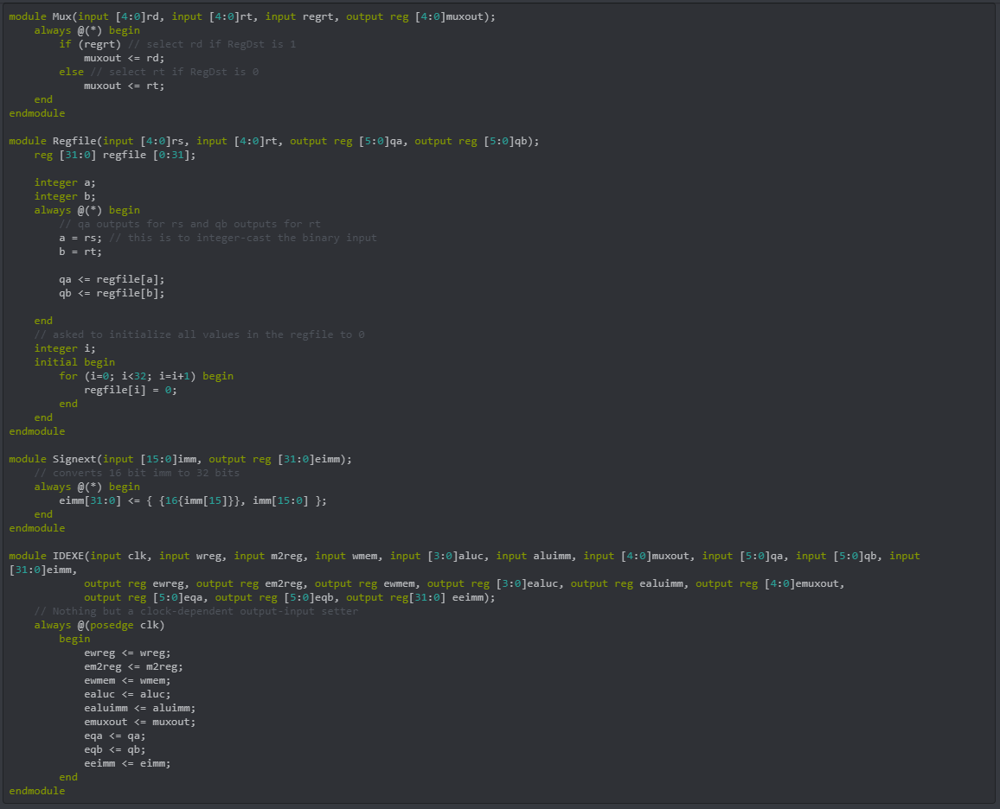 module Mux(input [4:0]rd, input [4:0]rt, input regrt, output reg [4:0]muxout);
    always @(*) begin
        if (regrt) // select rd if RegDst is 1
            muxout <= rd;
        else // select rt if RegDst is 0
            muxout <= rt;
    end
endmodule

module Regfile(input [4:0]rs, input [4:0]rt, output reg [5:0]qa, output reg [5:0]qb);
    reg [31:0] regfile [0:31];

    integer a;
    integer b;
    always @(*) begin
        // qa outputs for rs and qb outputs for rt
        a = rs; // this is to integer-cast the binary input
        b = rt;

        qa <= regfile[a];
        qb <= regfile[b];

    end
    // asked to initialize all values in the regfile to 0
    integer i;
    initial begin
        for (i=0; i<32; i=i+1) begin
            regfile[i] = 0;
        end
    end
endmodule

module Signext(input [15:0]imm, output reg [31:0]eimm);
    // converts 16 bit imm to 32 bits
    always @(*) begin
        eimm[31:0] <= { {16{imm[15]}}, imm[15:0] };
    end
endmodule

module IDEXE(input clk, input wreg, input m2reg, input wmem, input [3:0]aluc, input aluimm, input [4:0]muxout, input [5:0]qa, input [5:0]qb, input
[31:0]eimm,
            output reg ewreg, output reg em2reg, output reg ewmem, output reg [3:0]ealuc, output reg ealuimm, output reg [4:0]emuxout,
            output reg [5:0]eqa, output reg [5:0]eqb, output reg[31:0] eeimm);
    // Nothing but a clock-dependent output-input setter
    always @(posedge clk)
        begin
            ewreg <= wreg;
            em2reg <= m2reg;
            ewmem <= wmem;
            ealuc <= aluc;
            ealuimm <= aluimm;
            emuxout <= muxout;
            eqa <= qa;
            eqb <= qb;
            eeimm <= eimm;
        end
endmodule